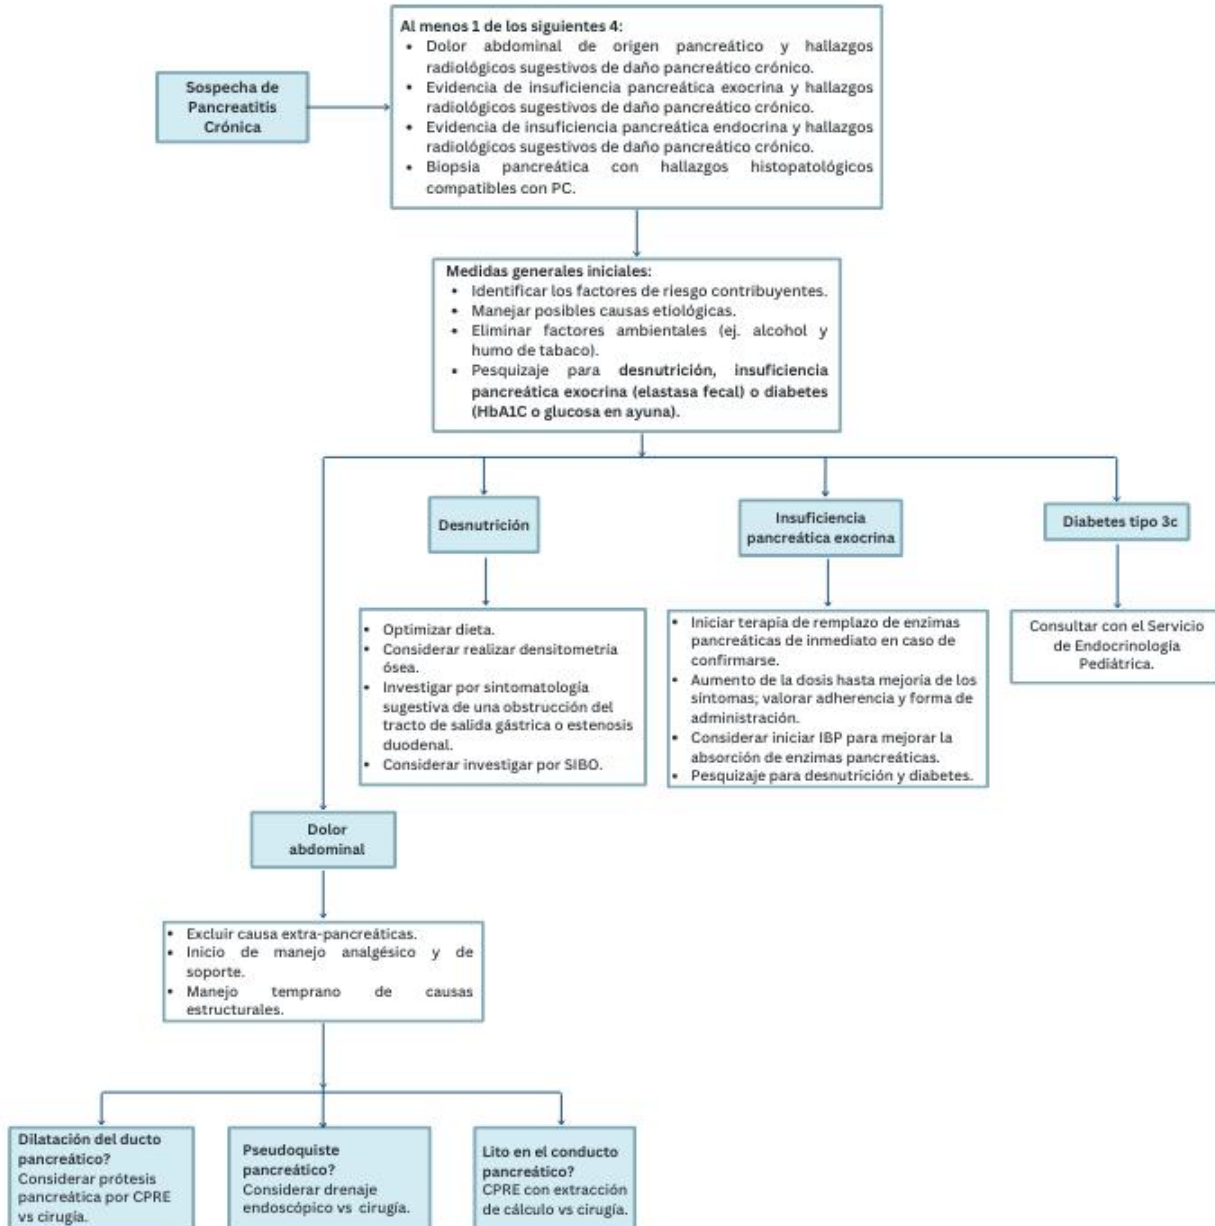 Sospecha de
Pancreatitis
Crónica
Al menos 1 de los siguientes 4:
• Dolor abdominal de origen pancreático y hallazgos
radiológicos sugestivos de daño pancreático crónico.
• Evidencia de insuficiencia pancreática exocrina y hallazgos
radiológicos sugestivos de daño pancreático crónico.
• Evidencia de insuficiencia pancreática endocrina y hallazgos
radiológicos sugestivos de daño pancreático crónico.
• Biopsia pancreática con hallazgos histopatológicos
compatibles con PC.
Medidas generales iniciales:
• Identificar los factores de riesgo contribuyentes.
• Manejar posibles causas etiológicas.
• Eliminar factores ambientales (ej. alcohol y
humo de tabaco).
• Pesquizaje para desnutrición, insuficiencia
pancreática exocrina (elastasa fecal) o diabetes
(HbA1C o glucosa en ayuna).
Desnutrición
• Optimizar dieta.
• Considerar realizar densitometría
ósea.
• Investigar por sintomatología
sugestiva de una obstrucción del
tracto de salida gástrica o estenosis
duodenal.
• Considerar investigar por SIBO.
Insuficiencia
pancreática exocrina
• Iniciar terapia de remplazo de enzimas
pancreáticas de inmediato en caso de
confirmarse.
• Aumento de la dosis hasta mejoría de los
síntomas; valorar adherencia y forma de
administración.
• Considerar iniciar IBP para mejorar la
absorción de enzimas pancreáticas.
• Pesquizaje para desnutrición y diabetes.
Diabetes tipo 3c
Consultar con el Servicio
de Endocrinología
Pediátrica.
Dolor
abdominal
• Excluir causa extra-pancreáticas.
• Inicio de manejo analgésico y de
soporte.
• Manejo temprano de causas
estructurales.
Dilatación del ducto
pancreático?
Considerar prótesis
pancreática por CPRE
vs cirugía.
Pseudoquiste
pancreático?
Considerar drenaje
endoscópico vs cirugía.
Lito en el conducto
pancreático?
CPRE con extracción
de cálculo vs cirugía.